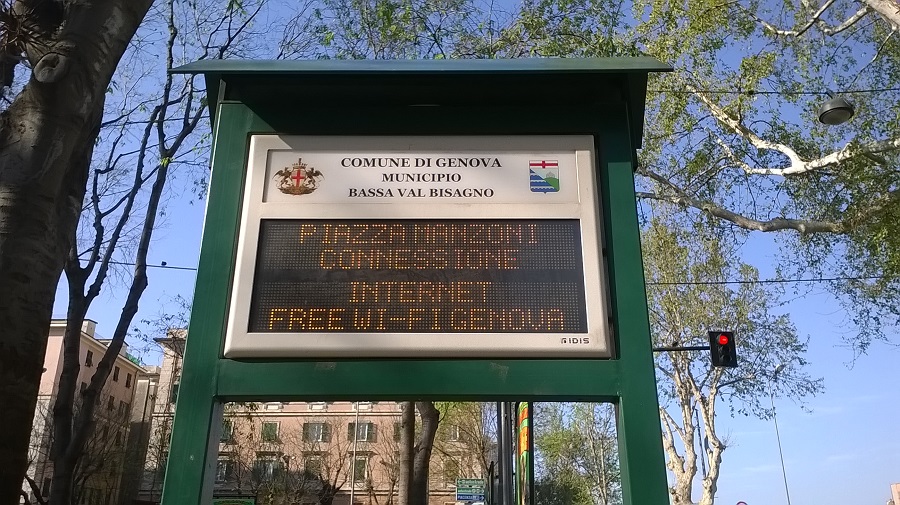 COMUNE DI GENOVA
MUNICIPIO
BASSA VAL BISAGNO
PIAZZA MANZONI
CONNESSIONE
INTERNET
FREE WI-FI GENOVA
IDIS